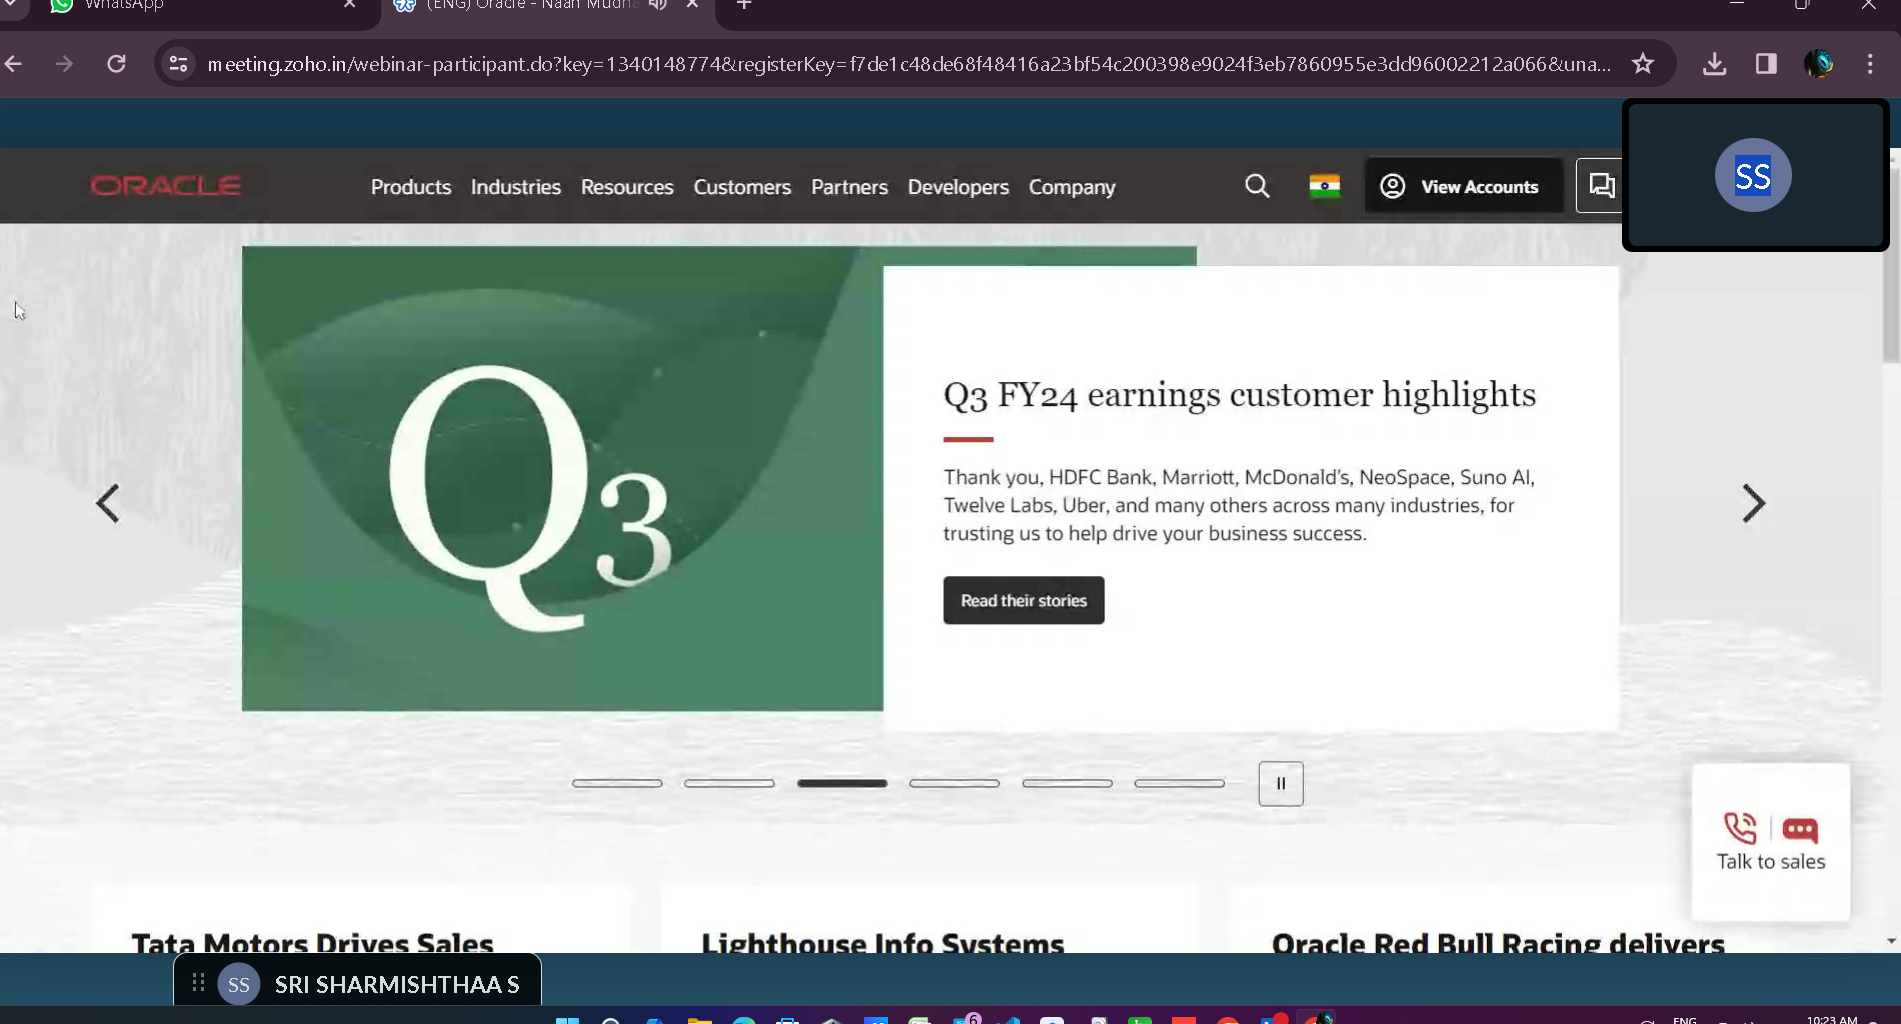 WhatsApp
(ENG) Oracle - Naan Mudha
meeting.zoho.in/webinar-participant.do?key=1340148774&registerKey=f7de1c48de68f48416a23bf54c200398e9024f3eb7860955e3dd96002212a066&una...
ORACLE
Products Industries Resources Customers Partners Developers Company
View Accounts
SS
Q3
Q3 FY24 earnings customer highlights
Thank you, HDFC Bank, Marriott, McDonald's, NeoSpace, Suno AI,
Twelve Labs, Uber, and many others across many industries, for
trusting us to help drive your business success.
Read their stories
Talk to sales
Tata Motors Drives Sales
Lighthouse Info Systems
Oracle Red Bull Racing delivers
SS SRI SHARMISHTHAA S
6
ENG
10:23 AM